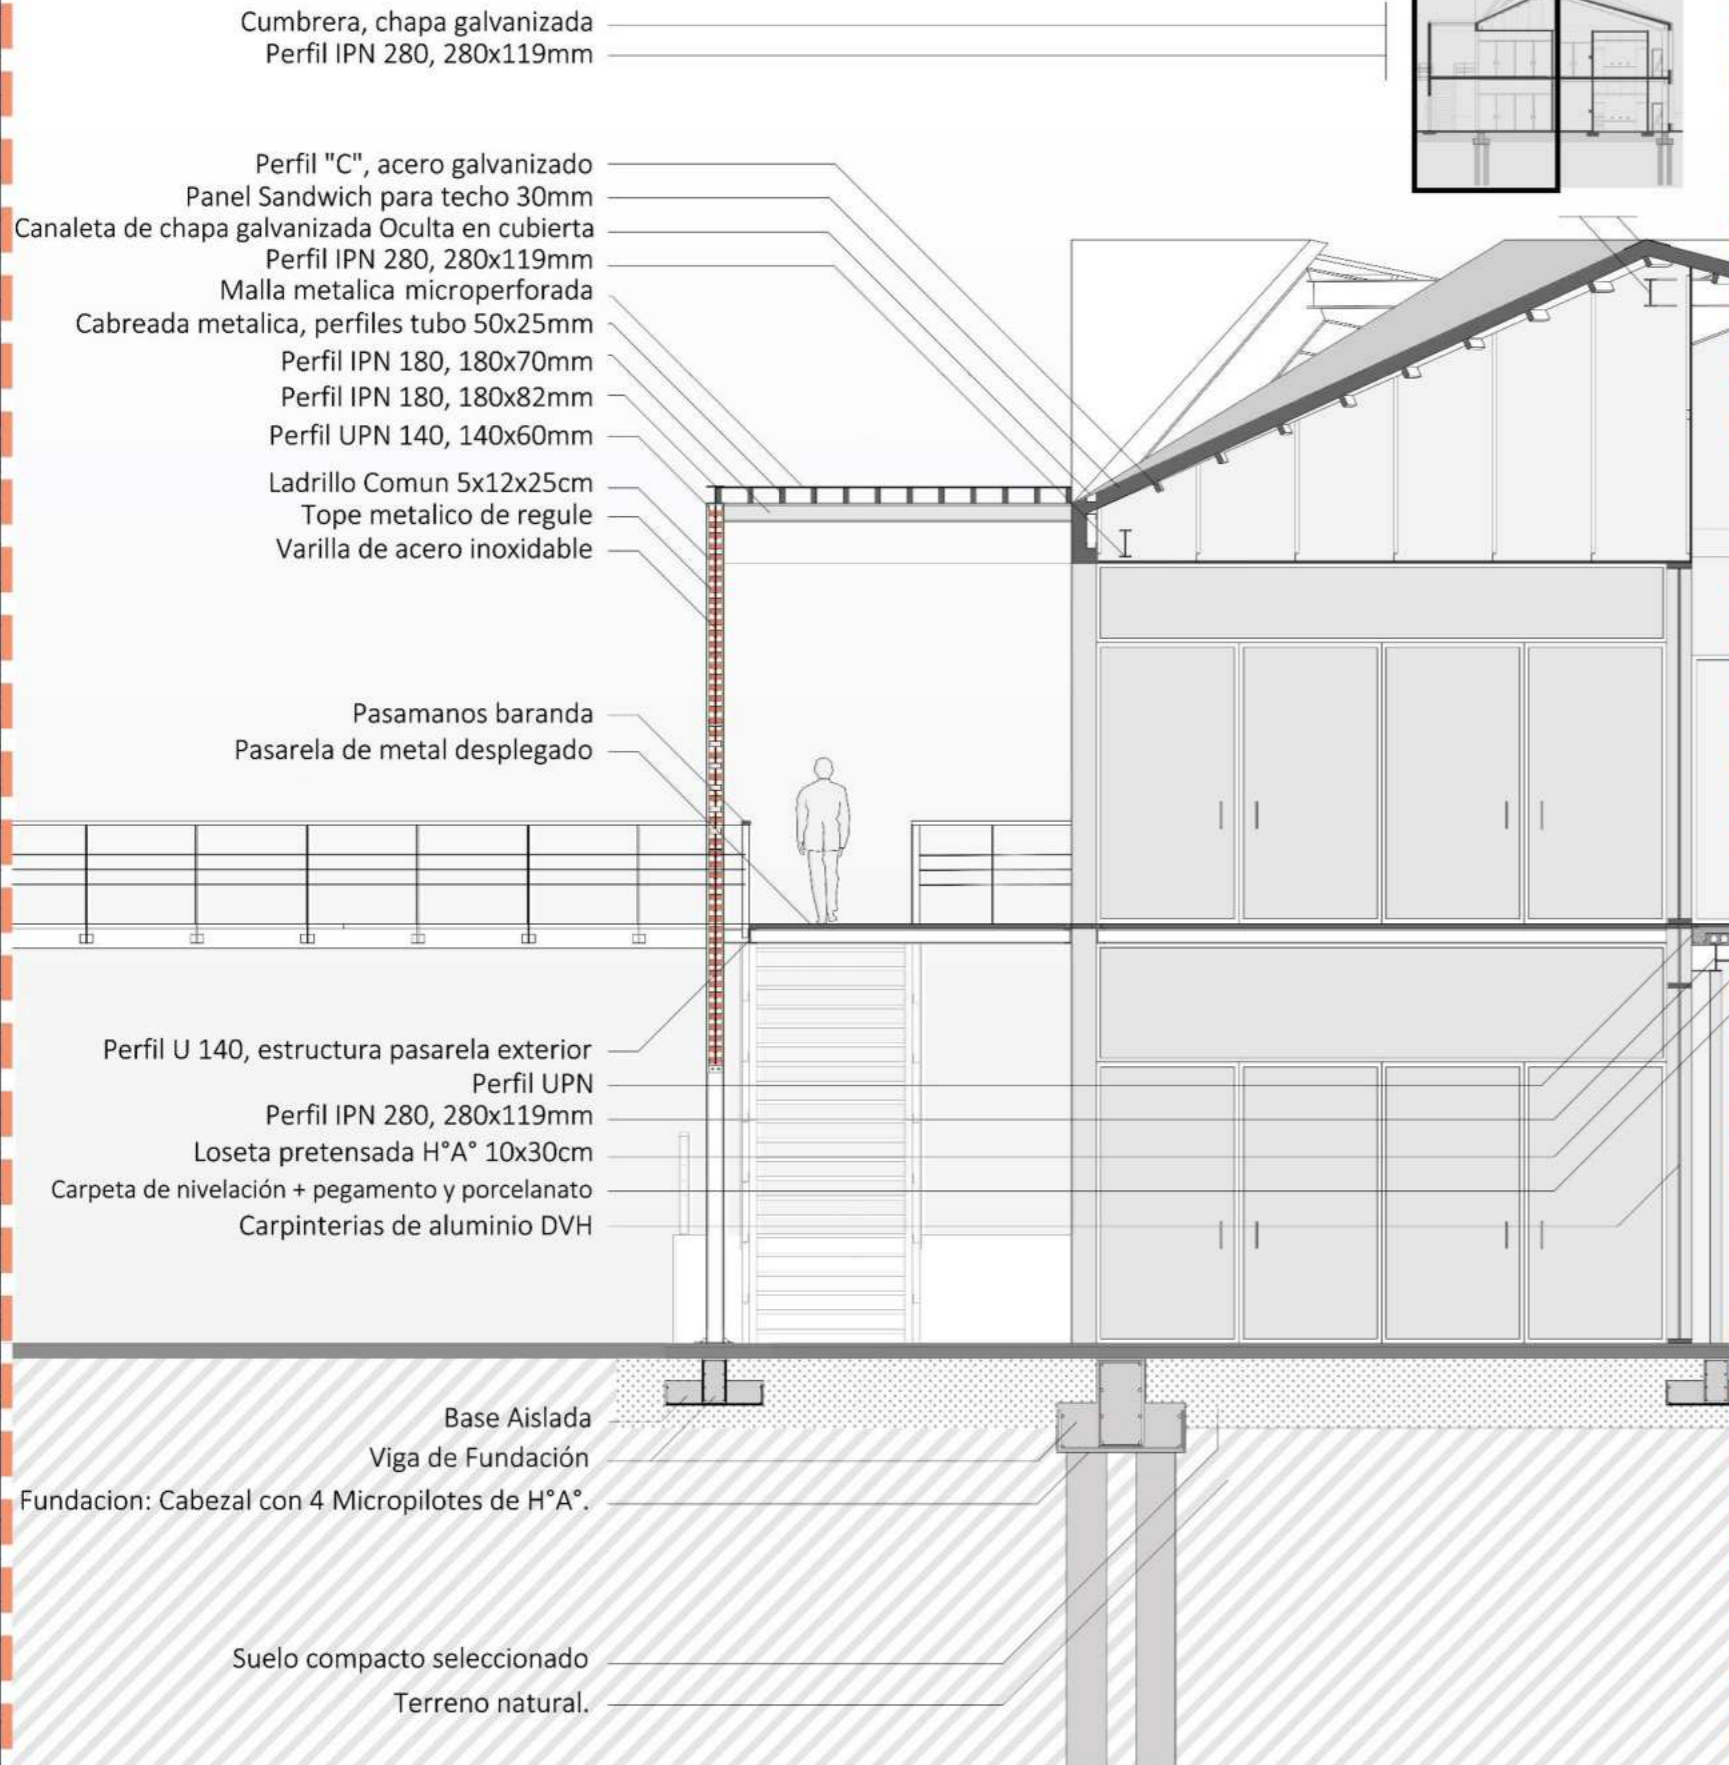 Cumbrera, chapa galvanizada
Perfil IPN 280, 280x119mm
Perfil "C", acero galvanizado
Panel Sandwich para techo 30mm
Canaleta de chapa galvanizada Oculta en cubierta
Perfil IPN 280, 280x119mm
Malla metalica microperforada
Cabreada metalica, perfiles tubo 50x25mm
Perfil IPN 180, 180x70mm
Perfil IPN 180, 180x82mm
Perfil UPN 140, 140x60mm
Ladrillo Comun 5x12x25cm
Tope metalico de regule
Varilla de acero inoxidable
Pasamanos baranda
Pasarela de metal desplegado
Perfil U 140, estructura pasarela exterior
Perfil UPN
Perfil IPN 280, 280x119mm
Loseta pretensada H°A° 10x30cm
Carpeta de nivelación + pegamento y porcelanato
Carpinterias de aluminio DVH
Base Aislada
Viga de Fundación
Fundacion: Cabezal con 4 Micropilotes de H°A°.
Suelo compacto seleccionado
Terreno natural.